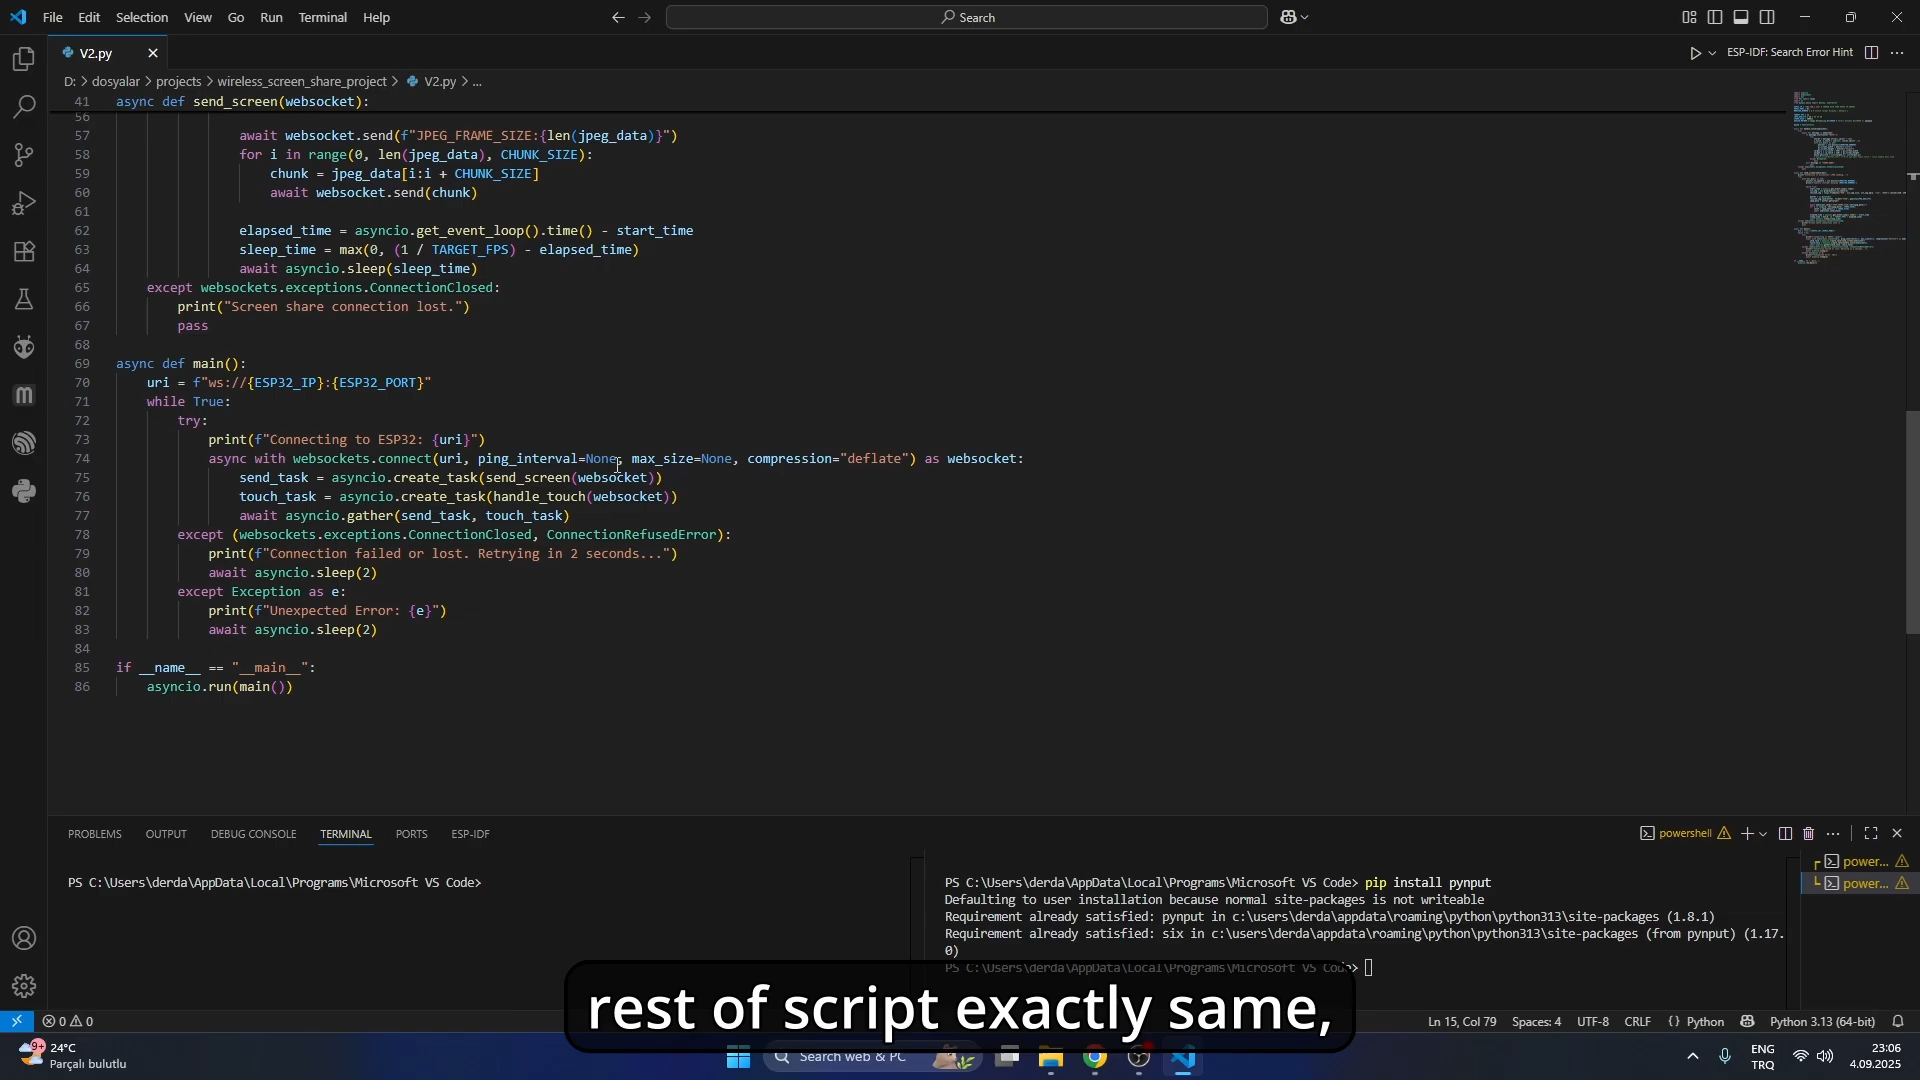 File Edit Selection View Go Run Terminal Help
Search
V2.py
ESP-IDF: Search Error Hint
D: > dosyalar > projects > wireless_screen_share_project > V2.py > ...
41 async def send_screen(websocket):
56
57 await websocket.send(f"JPEG_FRAME_SIZE:{len(jpeg_data)}")
58 for i in range(0, len(jpeg_data), CHUNK_SIZE):
59 chunk = jpeg_data[i:i + CHUNK_SIZE]
60 await websocket.send(chunk)
61
62 elapsed_time = asyncio.get_event_loop().time() - start_time
63 sleep_time = max(0, (1 / TARGET_FPS) - elapsed_time)
64 await asyncio.sleep(sleep_time)
65 except websockets.exceptions.ConnectionClosed:
66 print("Screen share connection lost.")
67 pass
68
69 async def main():
70 uri = f"ws://{ESP32_IP}:{ESP32_PORT}"
71 while True:
72 try:
73 print(f"Connecting to ESP32: {uri}")
74 async with websockets.connect(uri, ping_interval=None, max_size=None, compression="deflate") as websocket:
75 send_task = asyncio.create_task(send_screen(websocket))
76 touch_task = asyncio.create_task(handle_touch(websocket))
77 await asyncio.gather(send_task, touch_task)
78 except (websockets.exceptions.ConnectionClosed, ConnectionRefusedError):
79 print(f"Connection failed or lost. Retrying in 2 seconds...")
80 await asyncio.sleep(2)
81 except Exception as e:
82 print(f"Unexpected Error: {e}")
83 await asyncio.sleep(2)
84
85 if __name__ == "__main__":
86 asyncio.run(main())
PROBLEMS OUTPUT DEBUG CONSOLE TERMINAL PORTS ESP-IDF
powershell
PS C:\Users\derda\AppData\Local\Programs\Microsoft VS Code>
PS C:\Users\derda\AppData\Local\Programs\Microsoft VS Code> pip install pynput
Defaulting to user installation because normal site-packages is not writeable
Requirement already satisfied: pynput in c:\users\derda\appdata\roaming\python\python313\site-packages (1.8.1)
Requirement already satisfied: six in c:\users\derda\appdata\roaming\python\python313\site-packages (from pynput) (1.17.
0)
PS C:\Users\derda\AppData\Local\Programs\Microsoft VS Code>
power...
power...
rest of script exactly same,
0 0
Ln 15, Col 79 Spaces: 4 UTF-8 CRLF {} Python Python 3.13 (64-bit)
9+
24°C
Parçalı bulutlu
Search web & PC
ENG
TRQ
23:06
4.09.2025